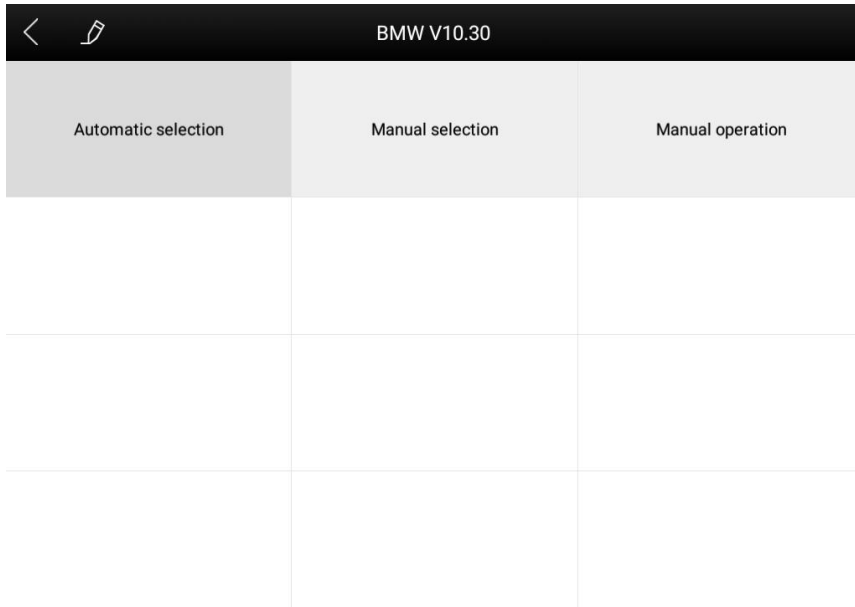 BMW V10.30
Automatic selection
Manual selection
Manual operation